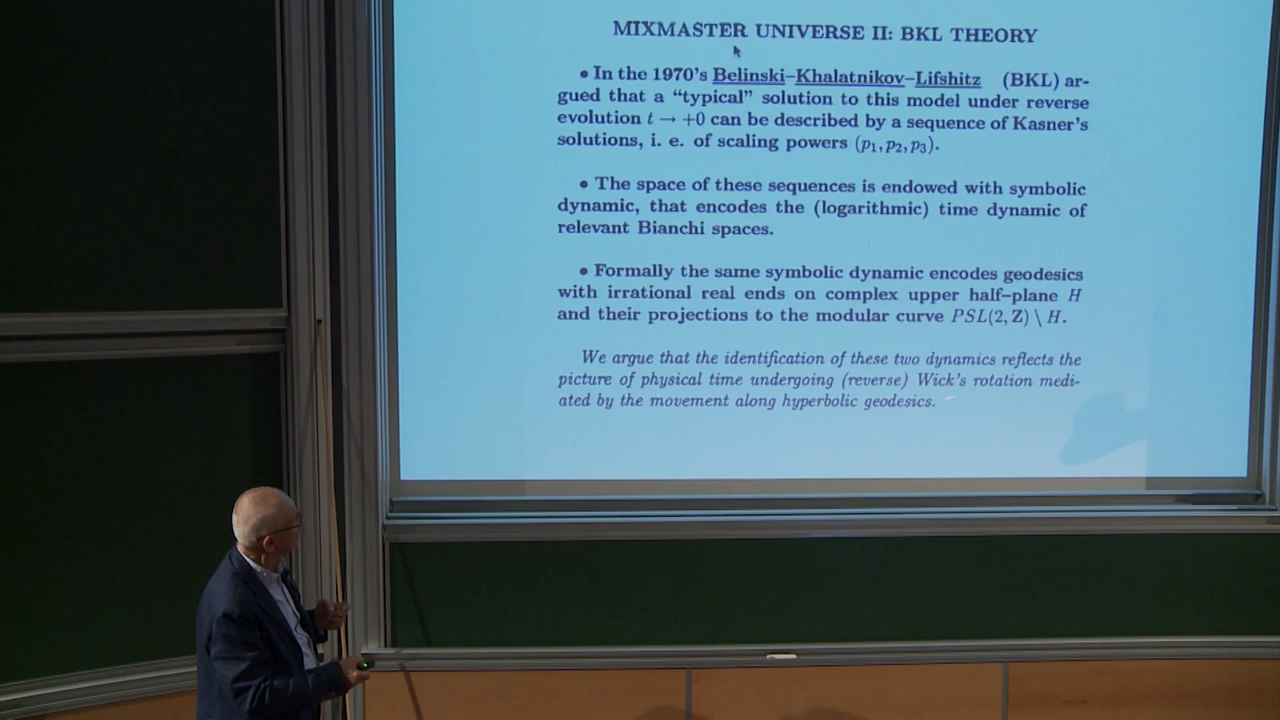 MIXMASTER UNIVERSE II: BKL THEORY
• In the 1970's Belinski–Khalatnikov–Lifshitz (BKL) ar-
gued that a “typical” solution to this model under reverse
evolution t → +0 can be described by a sequence of Kasner's
solutions, i. e. of scaling powers (p₁, p₂, p₃).
• The space of these sequences is endowed with symbolic
dynamic, that encodes the (logarithmic) time dynamic of
relevant Bianchi spaces.
• Formally the same symbolic dynamic encodes geodesics
with irrational real ends on complex upper half–plane H
and their projections to the modular curve PSL(2, Z) \ H.
We argue that the identification of these two dynamics reflects the
picture of physical time undergoing (reverse) Wick's rotation medi-
ated by the movement along hyperbolic geodesics.